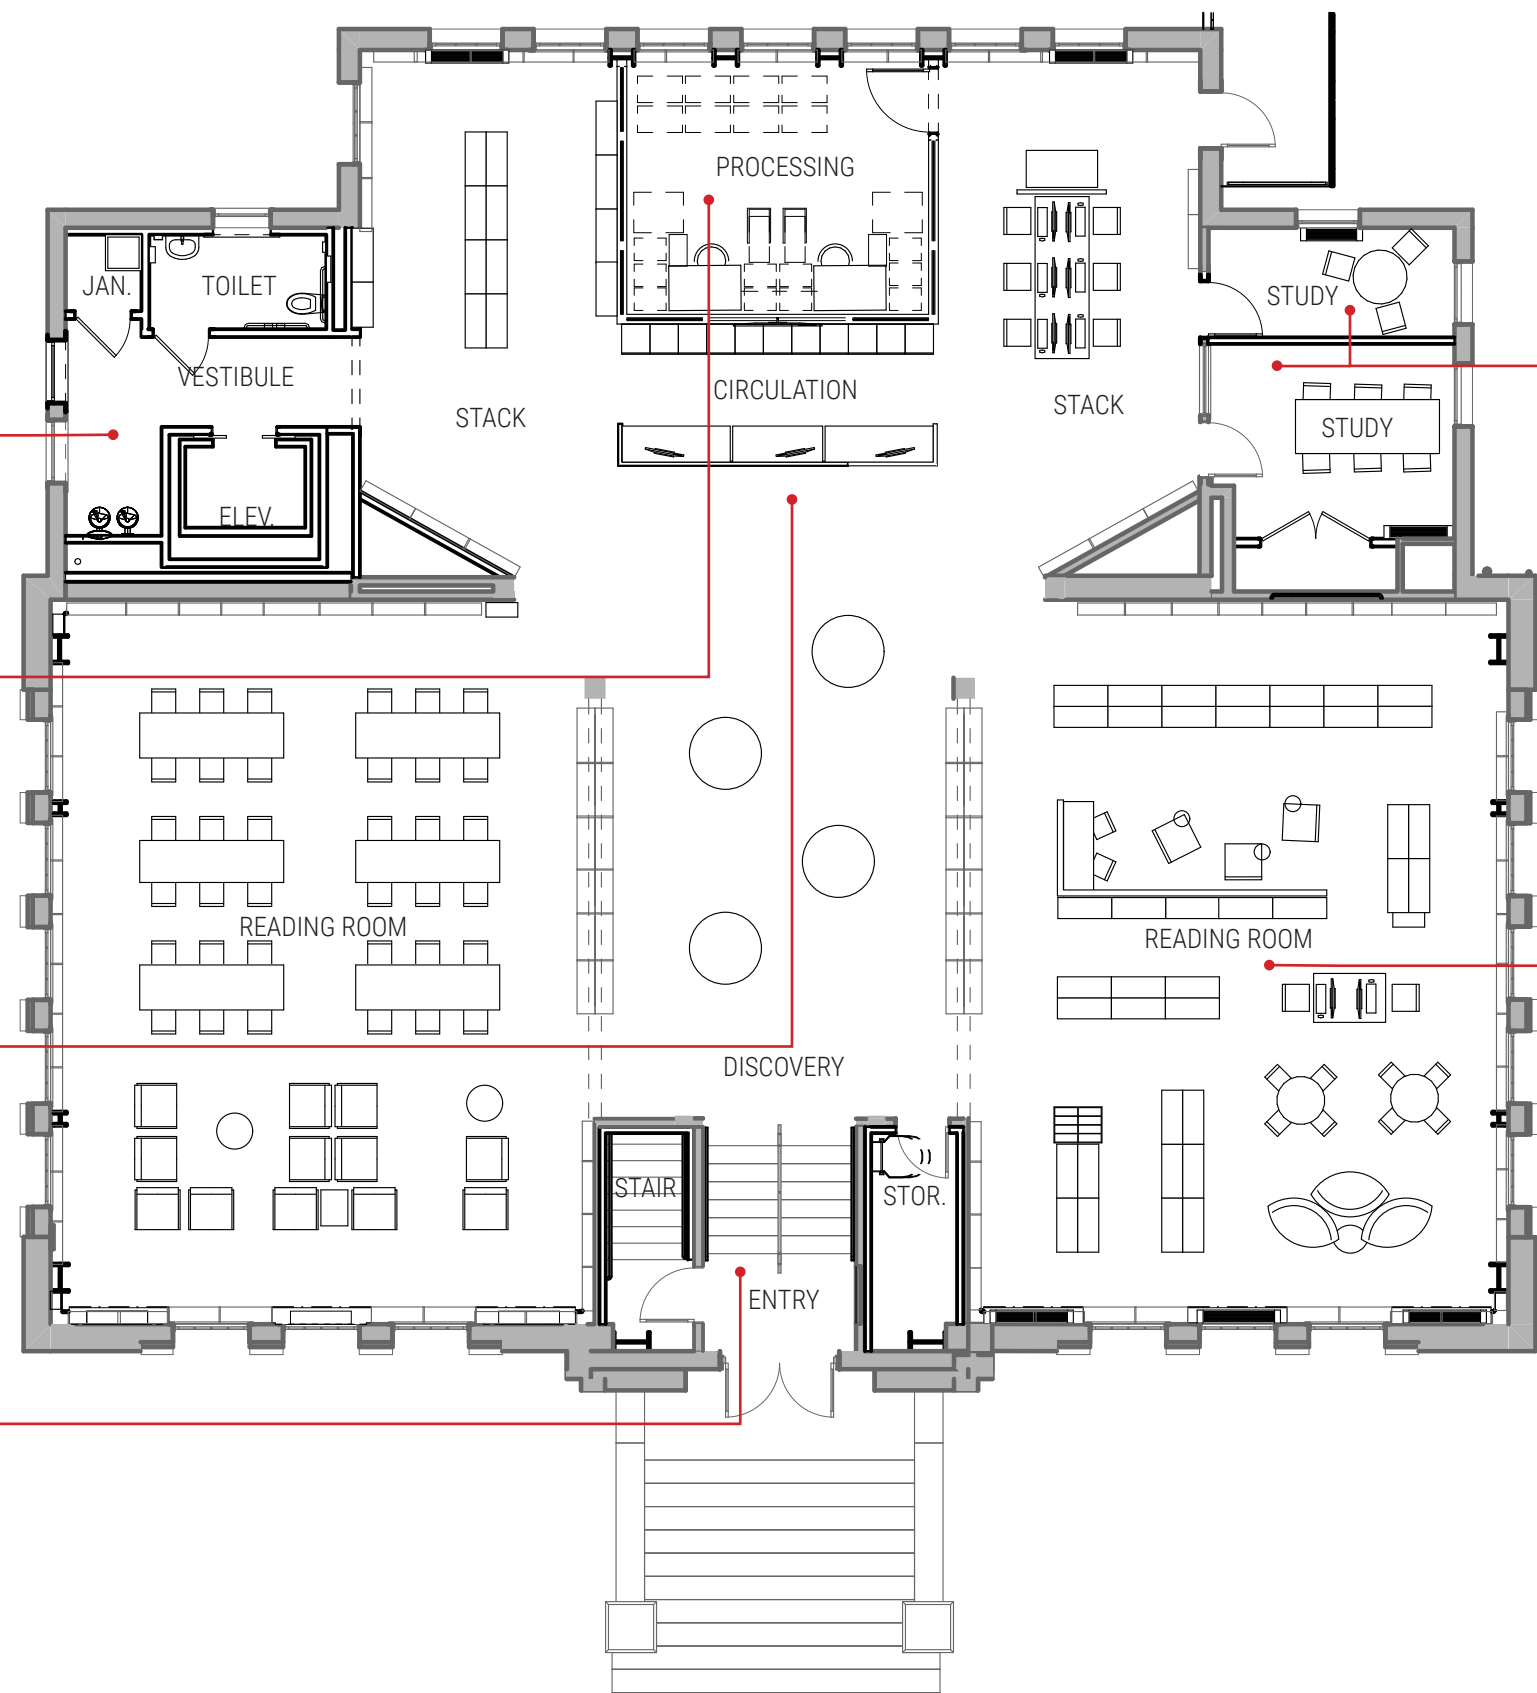 PROCESSING
JAN.
TOILET
STUDY
VESTIBULE
CIRCULATION
STACK
STACK
STUDY
ELEV.
READING ROOM
READING ROOM
DISCOVERY
STAIR
STOR.
ENTRY